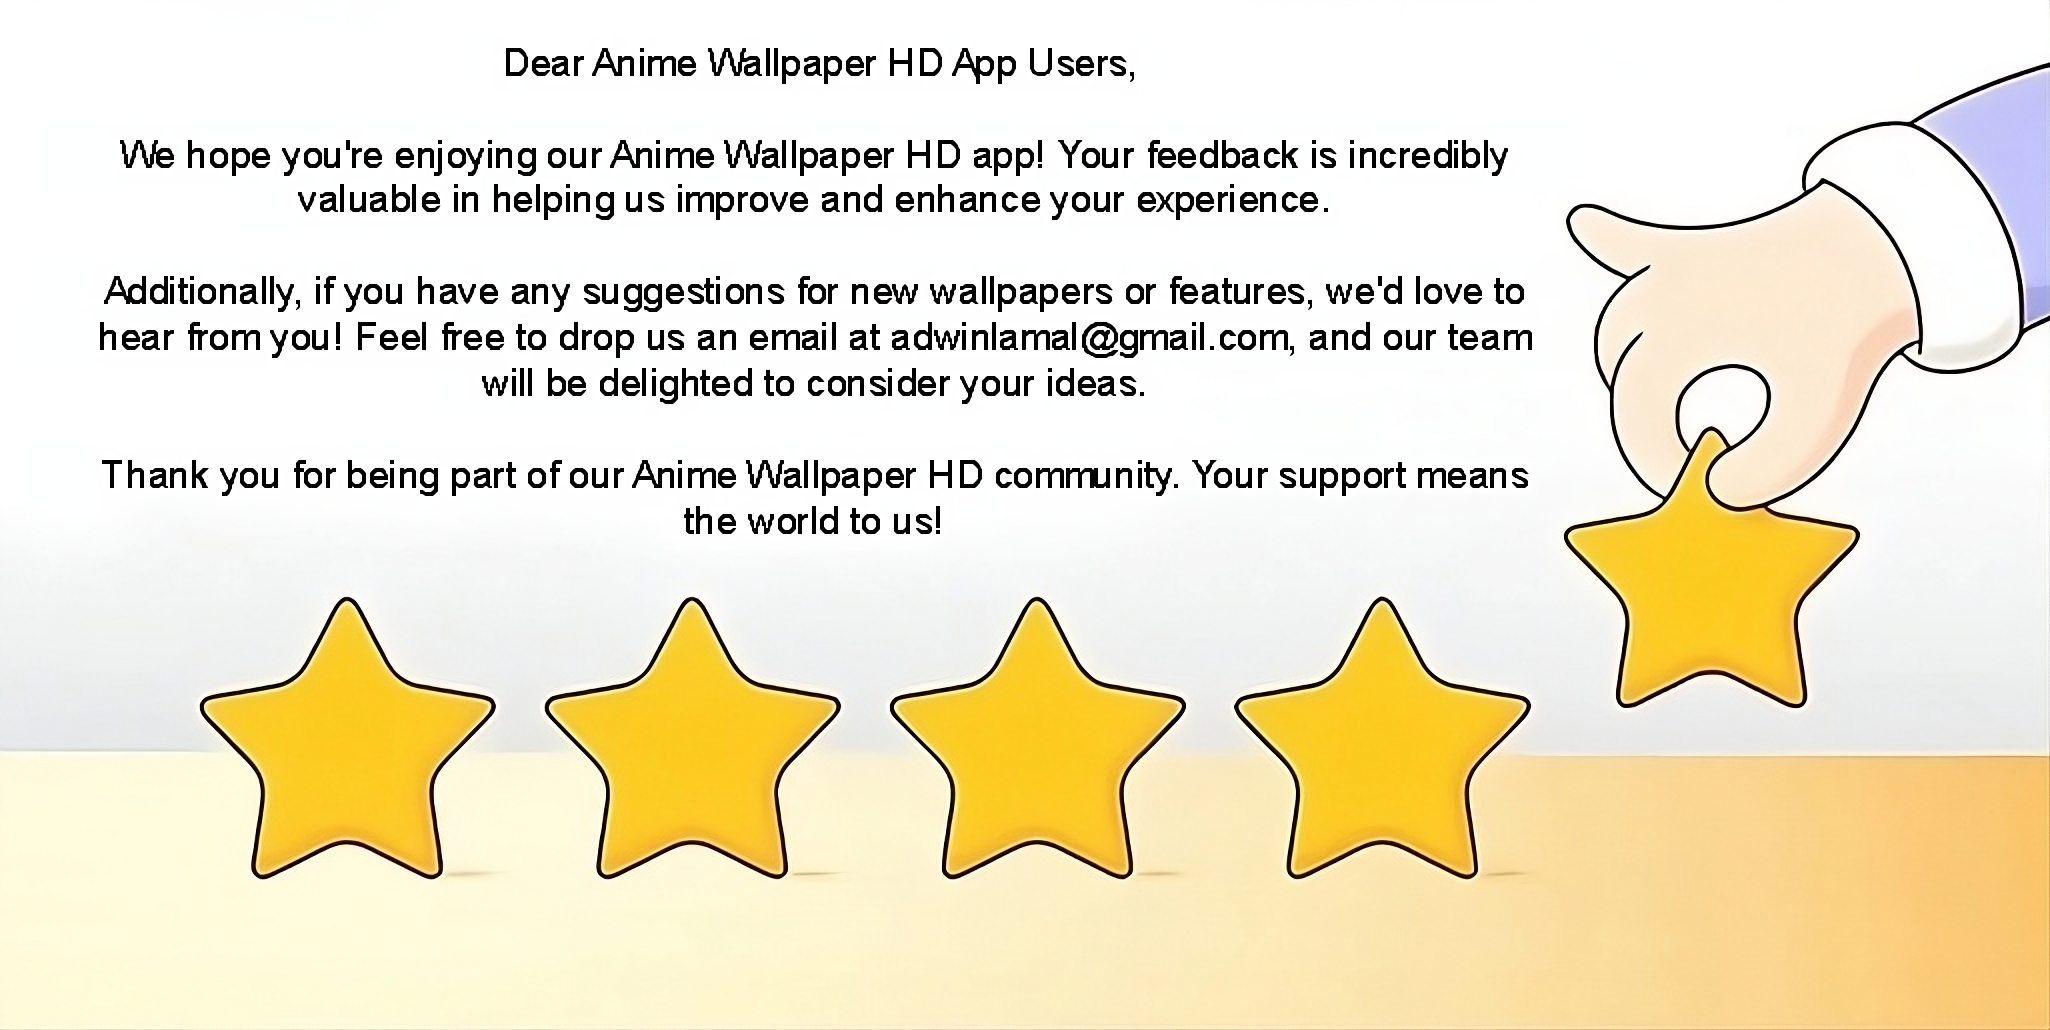 Dear Anime Wallpaper HD App Users,
We hope you're enjoying our Anime Wallpaper HD app! Your feedback is incredibly
valuable in helping us improve and enhance your experience.
Additionally, if you have any suggestions for new wallpapers or features, we'd love to
hear from you! Feel free to drop us an email at adwinlamal@gmail.com, and our team
will be delighted to consider your ideas.
Thank you for being part of our Anime Wallpaper HD community. Your support means
the world to us!